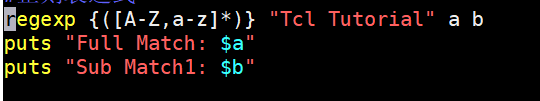 regexp {([A-Z,a-z]*)} "Tcl Tutorial" a b
puts "Full Match: $a"
puts "Sub Match1: $b"